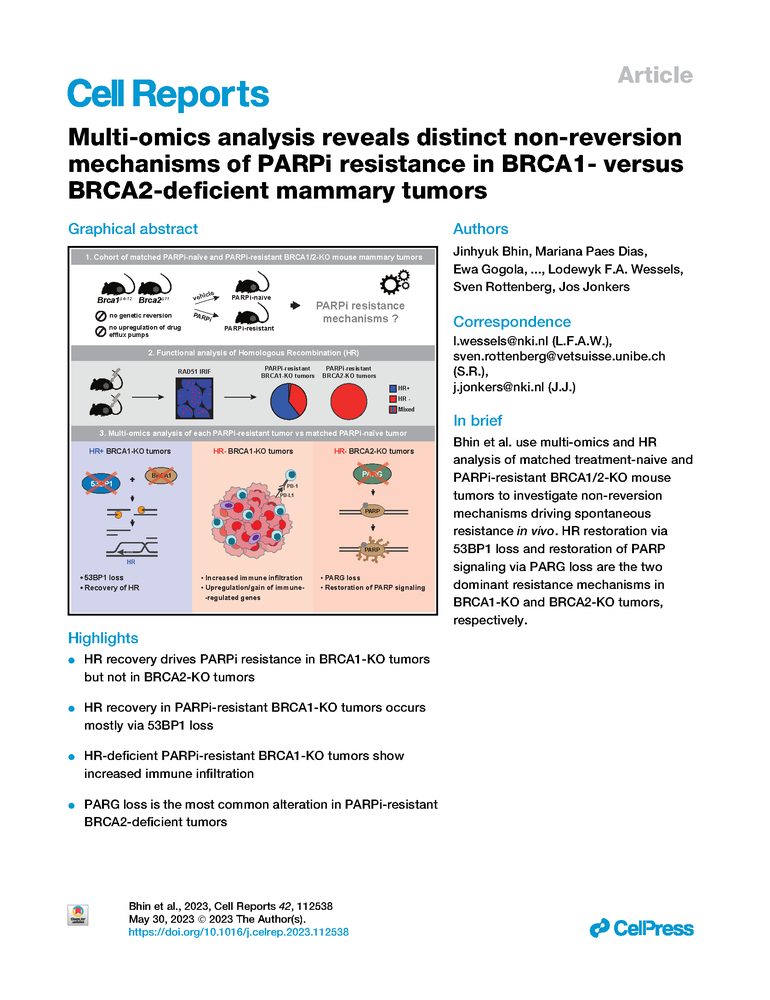 Article
Cell Reports
Multi-omics analysis reveals distinct non-reversion
mechanisms of PARPi resistance in BRCA1- versus
BRCA2-deficient mammary tumors
Graphical abstract
1. Cohort of matched PARPi-naïve and PARPi-resistant BRCA1/2-KO mouse mammary tumors
Brca1 Brca2
vehicle
PARPi
PARPi-naive
PARPi-resistant
no genetic reversion
no upregulation of drug
efflux pumps
PARPi resistance
mechanisms ?
2. Functional analysis of Homologous Recombination (HR)
RAD51 IRIF
PARPi-resistant
BRCA1-KO tumors
PARPi-resistant
BRCA2-KO tumors
HR+
HR -
Mixed
3. Multi-omics analysis of each PARPi-resistant tumor vs matched PARPi-naïve tumor
HR+ BRCA1-KO tumors
53BP1
BRCA1
HR
• 53BP1 loss
• Recovery of HR
HR- BRCA1-KO tumors
PD-1
PD-L1
• Increased immune infiltration
• Upregulation/gain of immune-
-regulated genes
HR- BRCA2-KO tumors
PARG
PARP
PARP
• PARG loss
• Restoration of PARP signaling
Highlights
• HR recovery drives PARPi resistance in BRCA1-KO tumors
but not in BRCA2-KO tumors
• HR recovery in PARPi-resistant BRCA1-KO tumors occurs
mostly via 53BP1 loss
• HR-deficient PARPi-resistant BRCA1-KO tumors show
increased immune infiltration
• PARG loss is the most common alteration in PARPi-resistant
BRCA2-deficient tumors
Authors
Jinhyuk Bhin, Mariana Paes Dias,
Ewa Gogola, ..., Lodewyk F.A. Wessels,
Sven Rottenberg, Jos Jonkers
Correspondence
l.wessels@nki.nl (L.F.A.W.),
sven.rottenberg@vetsuisse.unibe.ch
(S.R.),
j.jonkers@nki.nl (J.J.)
In brief
Bhin et al. use multi-omics and HR
analysis of matched treatment-naive and
PARPi-resistant BRCA1/2-KO mouse
tumors to investigate non-reversion
mechanisms driving spontaneous
resistance in vivo. HR restoration via
53BP1 loss and restoration of PARP
signaling via PARG loss are the two
dominant resistance mechanisms in
BRCA1-KO and BRCA2-KO tumors,
respectively.
Bhin et al., 2023, Cell Reports 42, 112538
May 30, 2023 © 2023 The Author(s).
https://doi.org/10.1016/j.celrep.2023.112538
CelPress